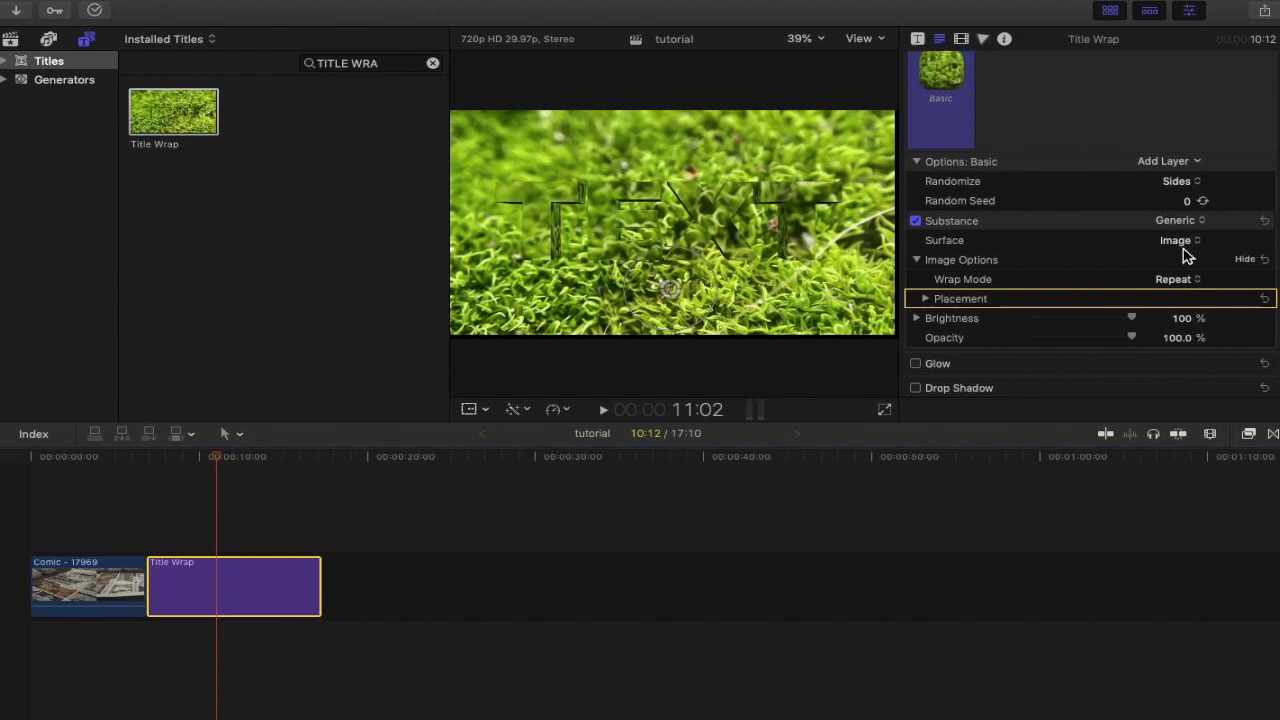 Installed Titles
720p HD 29.97p, Stereo
tutorial
39%
View
Title Wrap
00:00:10:12
Titles
Generators
TITLE WRA
Title Wrap
TEXT
Basic
Options: Basic
Add Layer
Randomize
Sides
Random Seed
0
Substance
Generic
Surface
Image
Image Options
Hide
Wrap Mode
Repeat
Placement
Brightness
100 %
Opacity
100.0 %
Glow
Drop Shadow
00:00:11:02
Index
tutorial
10:12 / 17:10
00:00:00:00
00:00:10:00
00:00:20:00
00:00:30:00
00:00:40:00
00:00:50:00
00:01:00:00
00:01:10:00
Comic - 17969
Title Wrap